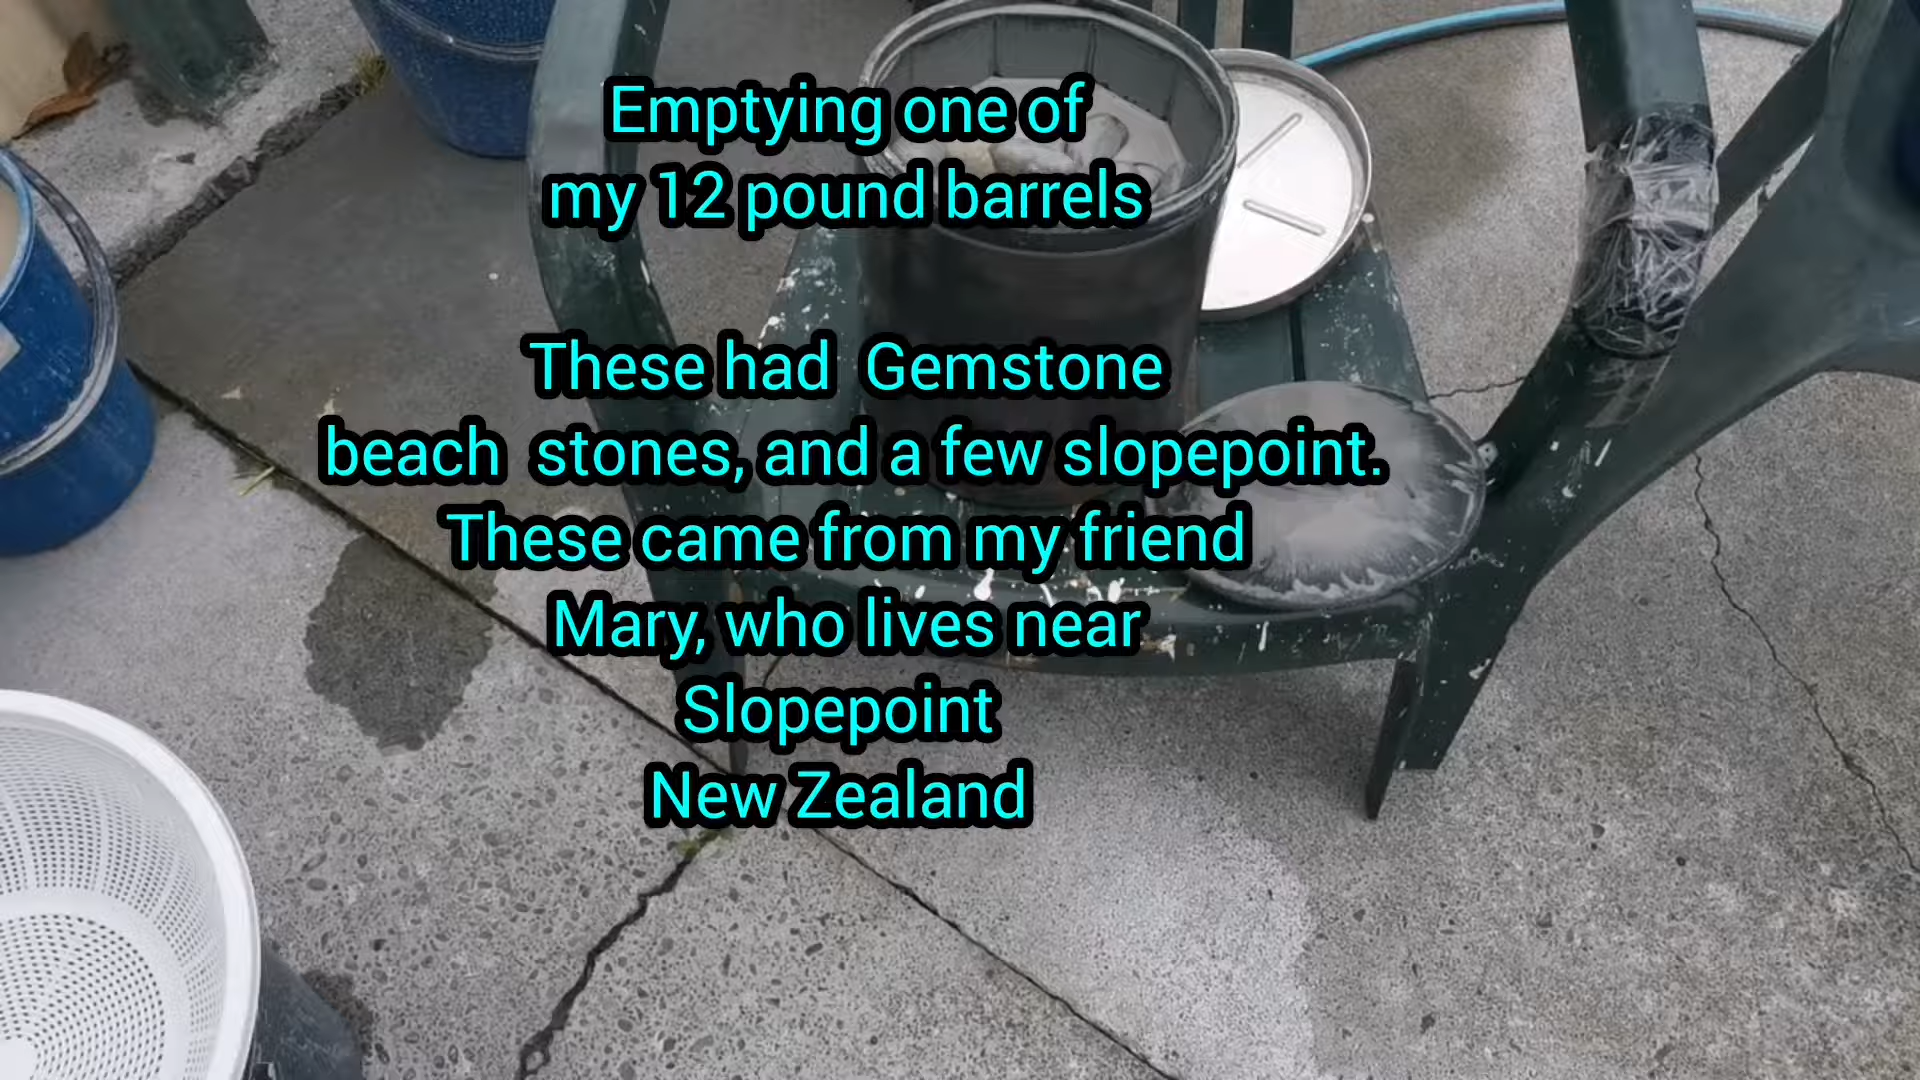 Emptying one of
my 12 pound barrels
These had  Gemstone
beach  stones, and a few slopepoint.
These came from my friend
Mary, who lives near
Slopepoint
New Zealand